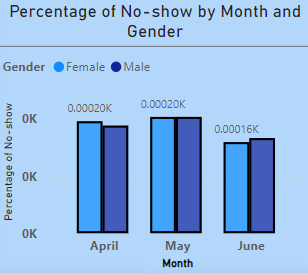 Percentage of No-show by Month and
Gender
Gender Female Male
Percentage of No-show
0.00020K
0.00020K
0.00016K
0K
0K
0K
April May June
Month